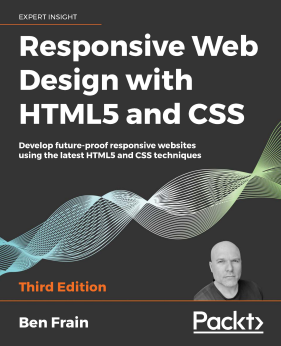 EXPERT INSIGHT
Responsive Web
Design with
HTML5 and CSS
Develop future-proof responsive websites
using the latest HTML5 and CSS techniques
Third Edition
Ben Frain
Packt>